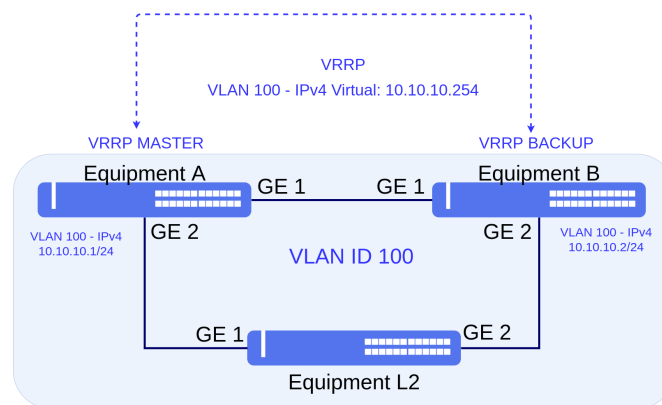 VRRP
VLAN 100 - IPv4 Virtual: 10.10.10.254
VRRP MASTER
VRRP BACKUP
Equipment A
Equipment B
GE 1
GE 1
VLAN 100 - IPv4
10.10.10.1/24
GE 2
GE 2
VLAN 100 - IPv4
10.10.10.2/24
VLAN ID 100
GE 1
GE 2
Equipment L2